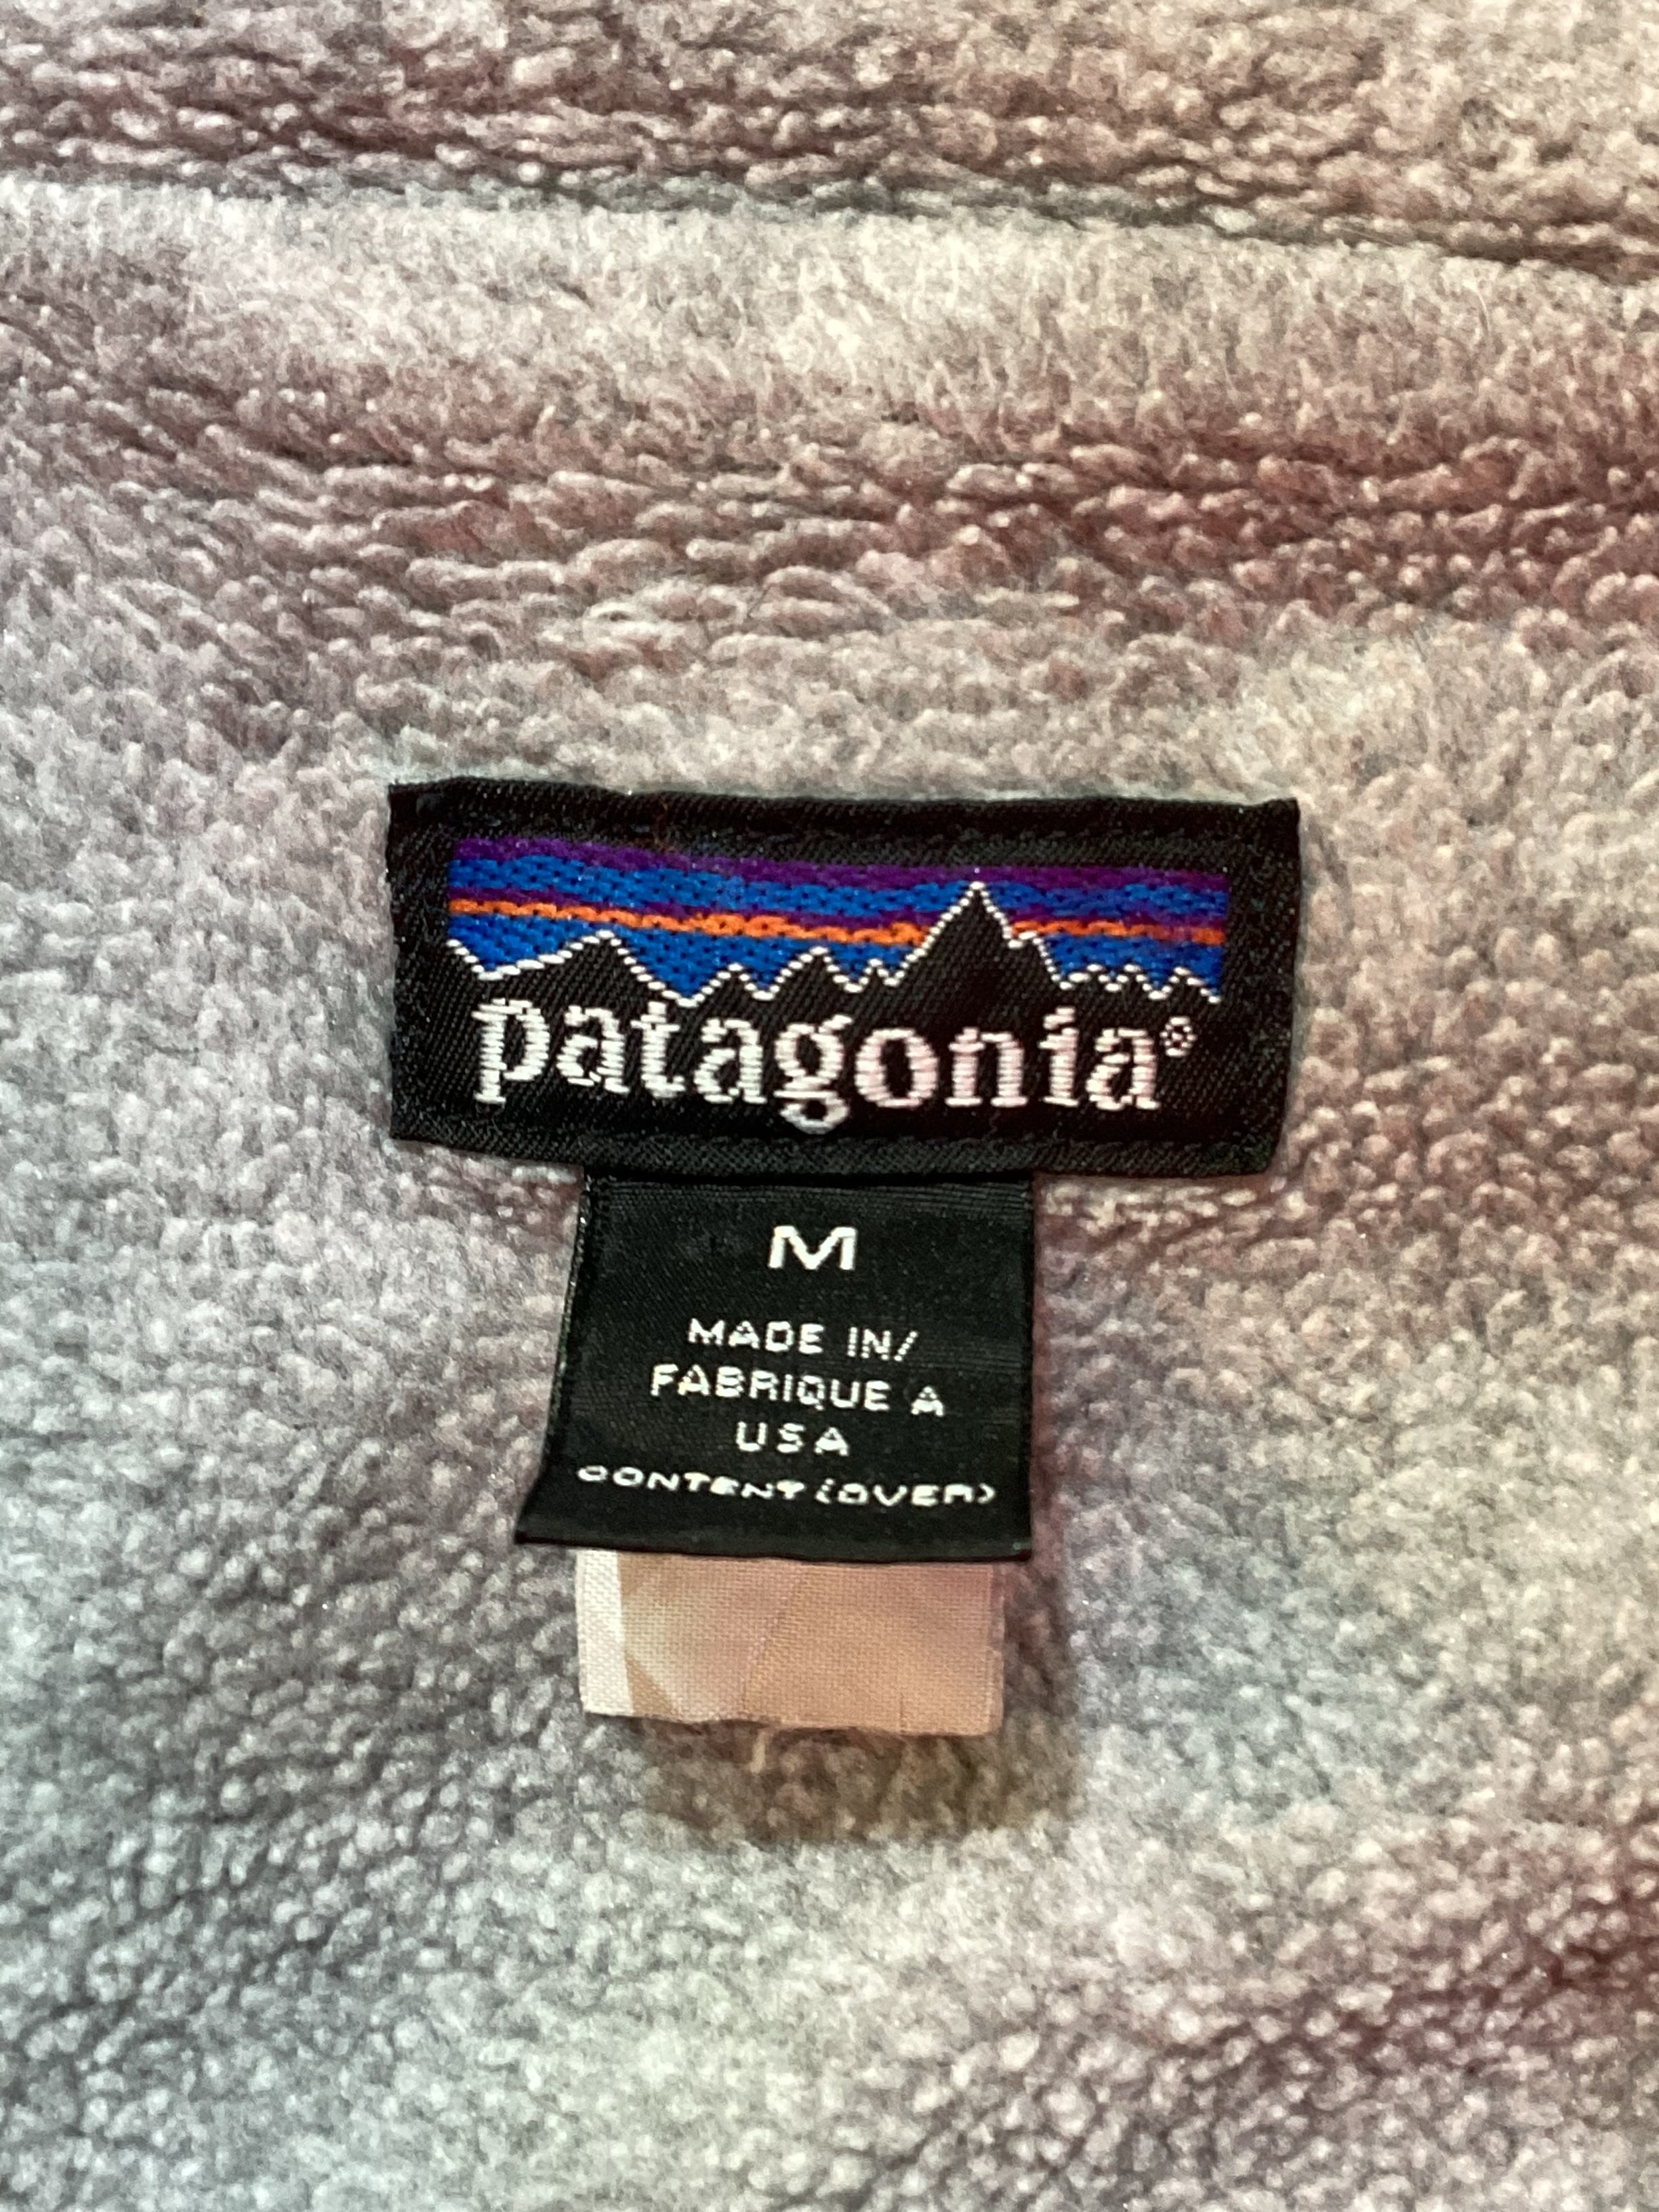 patagonia®
M
MADE IN/
FABRIQUE A
USA
CONTENT (OVER)